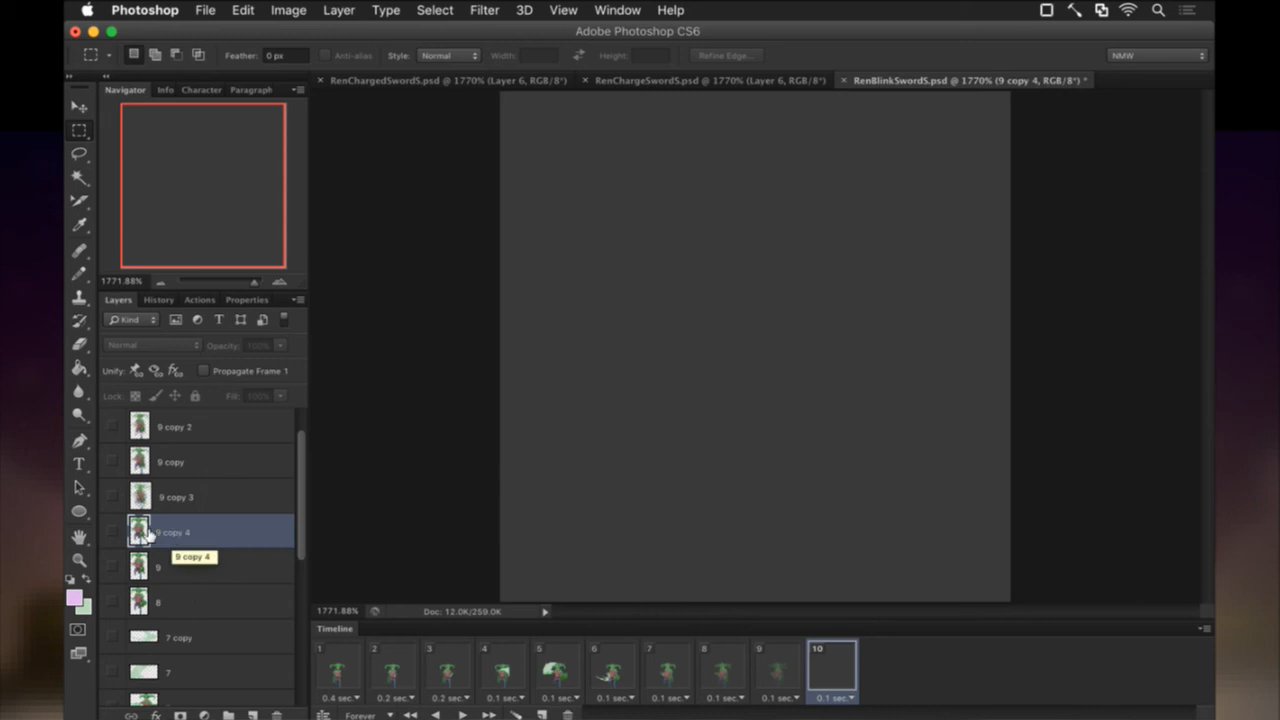 Photoshop File Edit Image Layer Type Select Filter 3D View Window Help
Adobe Photoshop CS6
Feather: 0 px Anti-alias Style: Normal Width: Height: Refine Edge... NMW
RenChargedSwordS.psd @ 1770% (Layer 6, RGB/8*) RenChargeSwordS.psd @ 1770% (Layer 6, RGB/8*) RenBlinkSwordS.psd @ 1770% (9 copy 4, RGB/8*) *
Navigator Info Character Paragraph
1771.88%
Layers History Actions Properties
Kind
Normal Opacity: 100%
Unify: Propagate Frame 1
Lock: Fill: 100%
9 copy 2
9 copy
9 copy 3
9 copy 4
9 copy 4
9
8
7 copy
7
1771.88% Doc: 12.0K/259.0K
Timeline
1 2 3 4 5 6 7 8 9 10
0.4 sec. 0.2 sec. 0.2 sec. 0.1 sec. 0.1 sec. 0.1 sec. 0.1 sec. 0.1 sec. 0.1 sec. 0.1 sec.
Forever